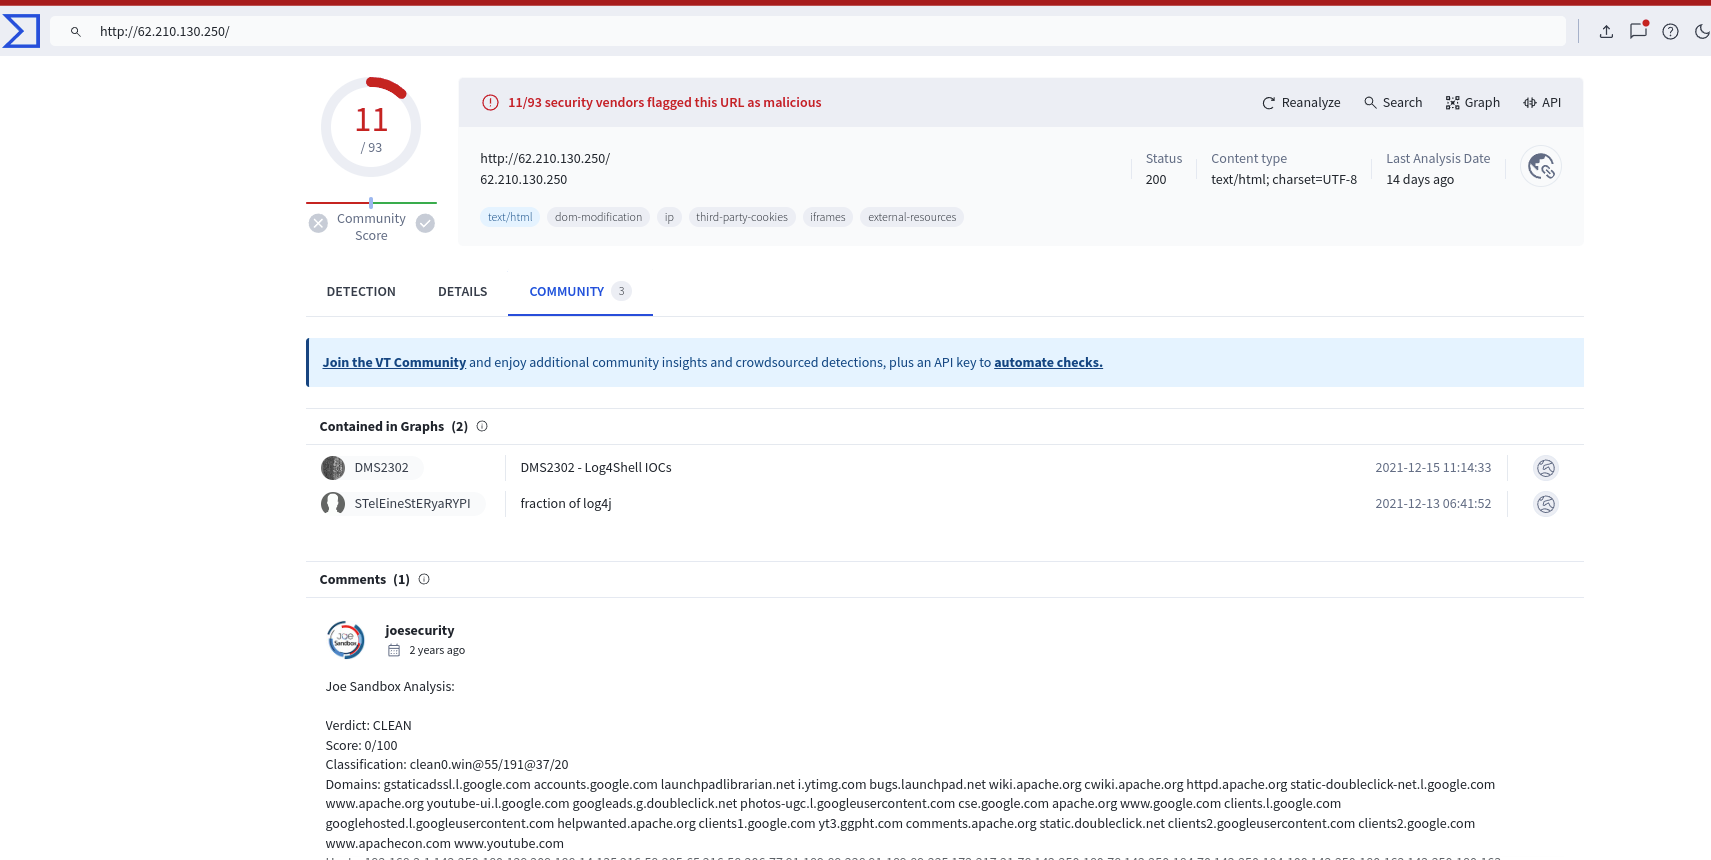 http://62.210.130.250/
11
/ 93
Community
Score
11/93 security vendors flagged this URL as malicious
Reanalyze
Search
Graph
API
http://62.210.130.250/
62.210.130.250
Status
200
Content type
text/html; charset=UTF-8
Last Analysis Date
14 days ago
text/html
dom-modification
ip
third-party-cookies
iframes
external-resources
DETECTION
DETAILS
COMMUNITY 3
Join the VT Community and enjoy additional community insights and crowdsourced detections, plus an API key to automate checks.
Contained in Graphs (2)
DMS2302
DMS2302 - Log4Shell IOCs
2021-12-15 11:14:33
STelEineStERyaRYPI
fraction of log4j
2021-12-13 06:41:52
Comments (1)
JOe
Sandbox
joesecurity
2 years ago
Joe Sandbox Analysis:
Verdict: CLEAN
Score: 0/100
Classification: clean0.win@55/191@37/20
Domains: gstaticadssl.l.google.com accounts.google.com launchpadlibrarian.net i.ytimg.com bugs.launchpad.net wiki.apache.org cwiki.apache.org httpd.apache.org static-doubleclick-net.l.google.com
www.apache.org youtube-ui.l.google.com googleads.g.doubleclick.net photos-ugc.l.googleusercontent.com cse.google.com apache.org www.google.com clients.l.google.com
googlehosted.l.googleusercontent.com helpwanted.apache.org clients1.google.com yt3.ggpht.com comments.apache.org static.doubleclick.net clients2.googleusercontent.com clients2.google.com
www.apachecon.com www.youtube.com